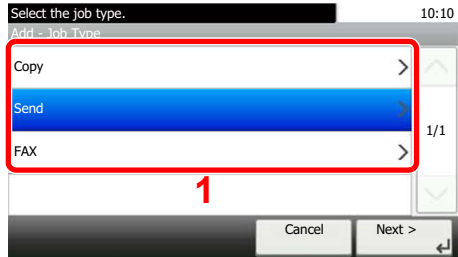 Select the job type. 10:10
Add - Job Type
Copy
Send
1/1
FAX
1
Cancel Next >